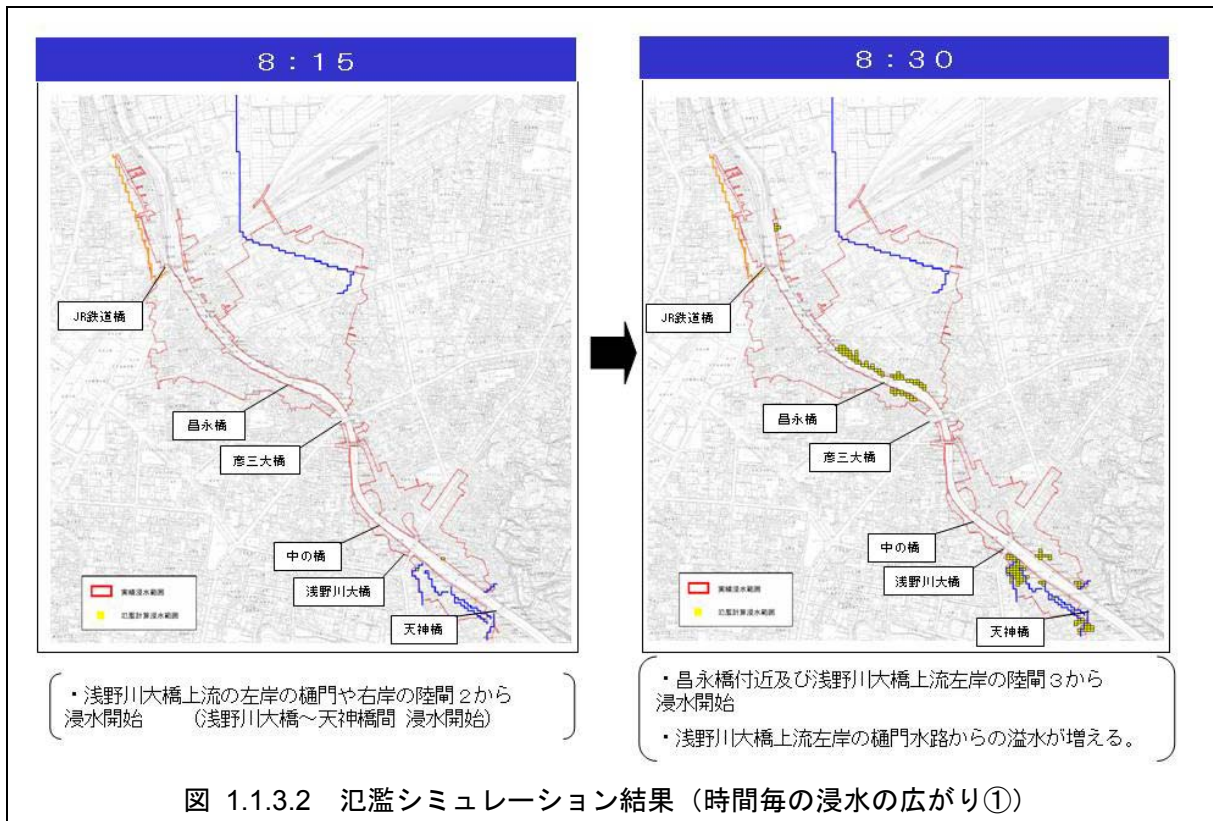 8：15
JR鉄道橋
昌永橋
彦三大橋
中の橋
浅野川大橋
天神橋
実績浸水範囲
氾濫計算浸水範囲
・浅野川大橋上流の左岸の樋門や右岸の陸閘２から
浸水開始　　（浅野川大橋～天神橋間 浸水開始）
8：30
JR鉄道橋
昌永橋
彦三大橋
中の橋
浅野川大橋
天神橋
実績浸水範囲
氾濫計算浸水範囲
・昌永橋付近及び浅野川大橋上流左岸の陸閘３から
浸水開始
・浅野川大橋上流左岸の樋門水路からの溢水が増える。
図 1.1.3.2　氾濫シミュレーション結果（時間毎の浸水の広がり①）